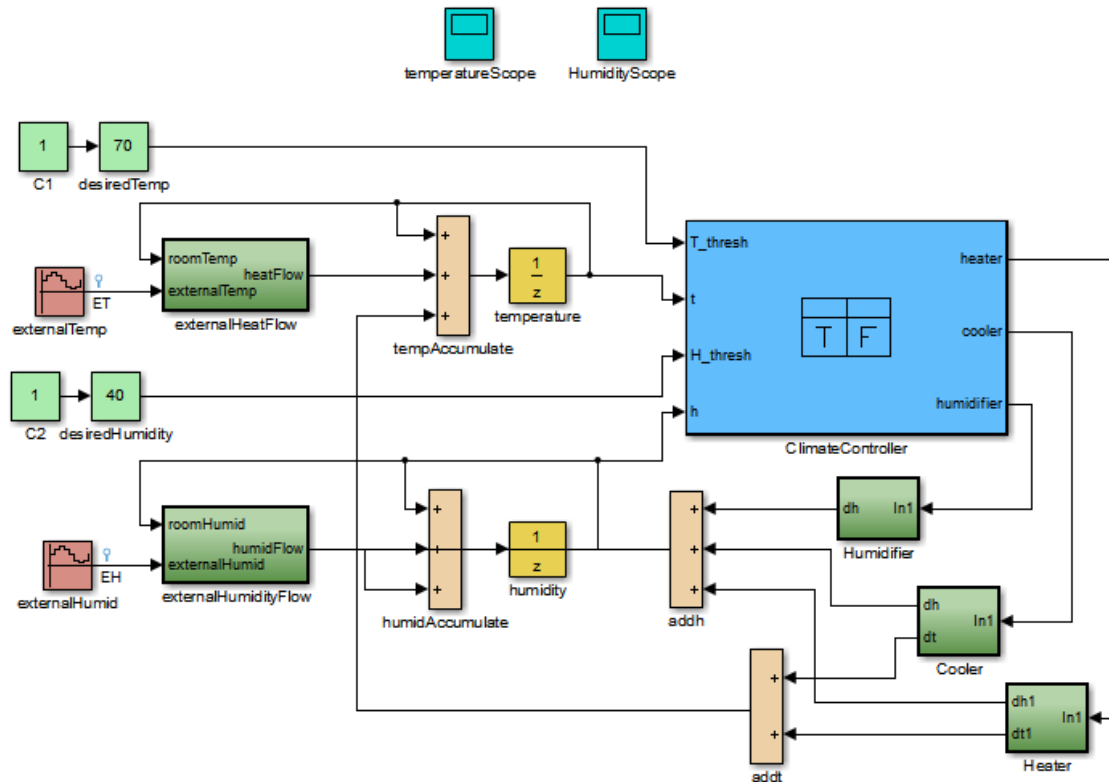 temperatureScope
HumidityScope
1
C1
70
desiredTemp
roomTemp
heatFlow
externalTemp
externalHeatFlow
ET
externalTemp
+
+
+
tempAccumulate
1
z
temperature
T_thresh
t
H_thresh
h
T F
heater
cooler
humidifier
ClimateController
1
C2
40
desiredHumidity
roomHumid
humidFlow
externalHumid
externalHumidityFlow
EH
externalHumid
+
+
+
humidAccumulate
1
z
humidity
+
+
+
addh
dh
In1
Humidifier
dh
dt
In1
Cooler
+
+
addt
dh1
dt1
In1
Heater